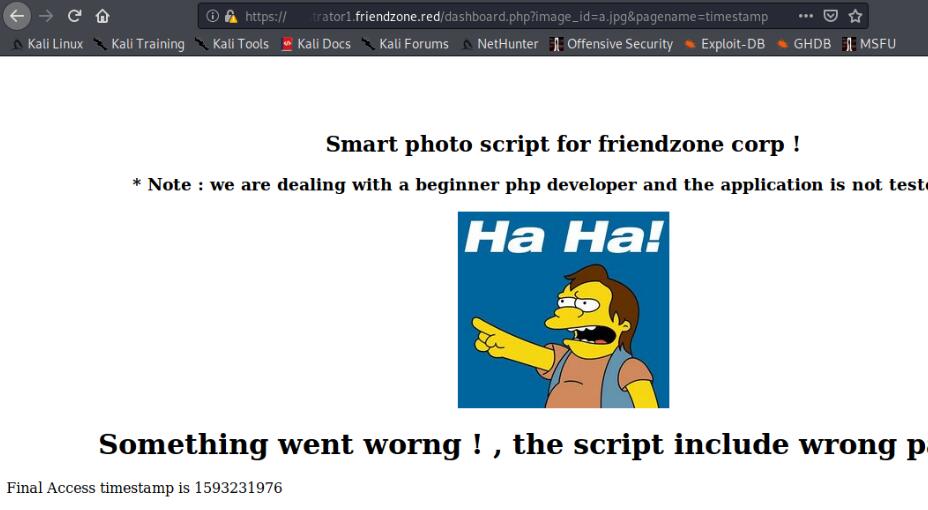 https:// trator1.friendzone.red/dashboard.php?image_id=a.jpg&pagename=timestamp
Kali Linux Kali Training Kali Tools Kali Docs Kali Forums NetHunter Offensive Security Exploit-DB GHDB MSFU
Smart photo script for friendzone corp !
* Note : we are dealing with a beginner php developer and the application is not teste
Ha Ha!
Something went worng ! , the script include wrong pa
Final Access timestamp is 1593231976